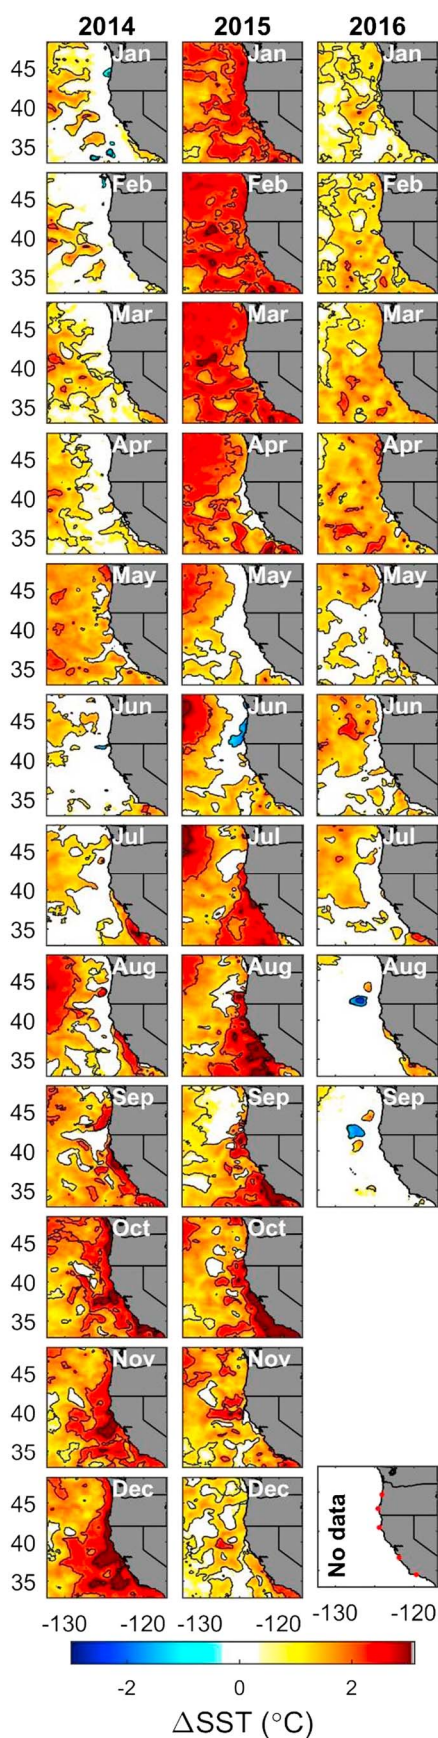 2014 2015 2016
Jan Jan Jan
45
40
35
Feb Feb Feb
45
40
35
Mar Mar Mar
45
40
35
Apr Apr Apr
45
40
35
May May May
45
40
35
Jun Jun Jun
45
40
35
Jul Jul Jul
45
40
35
Aug Aug Aug
45
40
35
Sep Sep Sep
45
40
35
Oct Oct
45
40
35
Nov Nov
45
40
35
Dec Dec
45
40
35
No data
-130 -120 -130 -120 -130 -120
-2 0 2
ΔSST (°C)